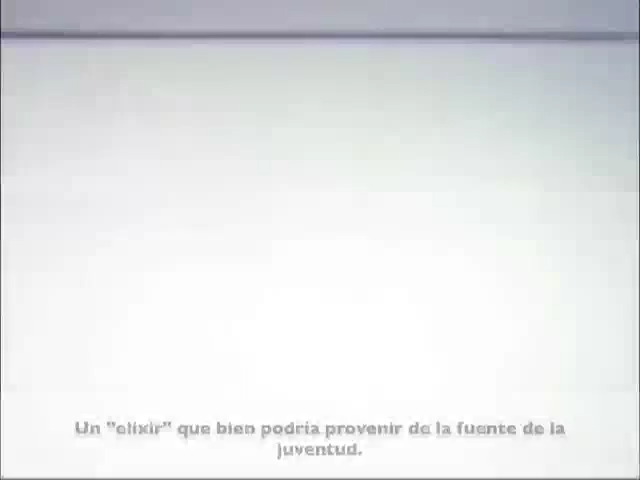 Un "elixir" que bien podría provenir de la fuente de la
juventud.